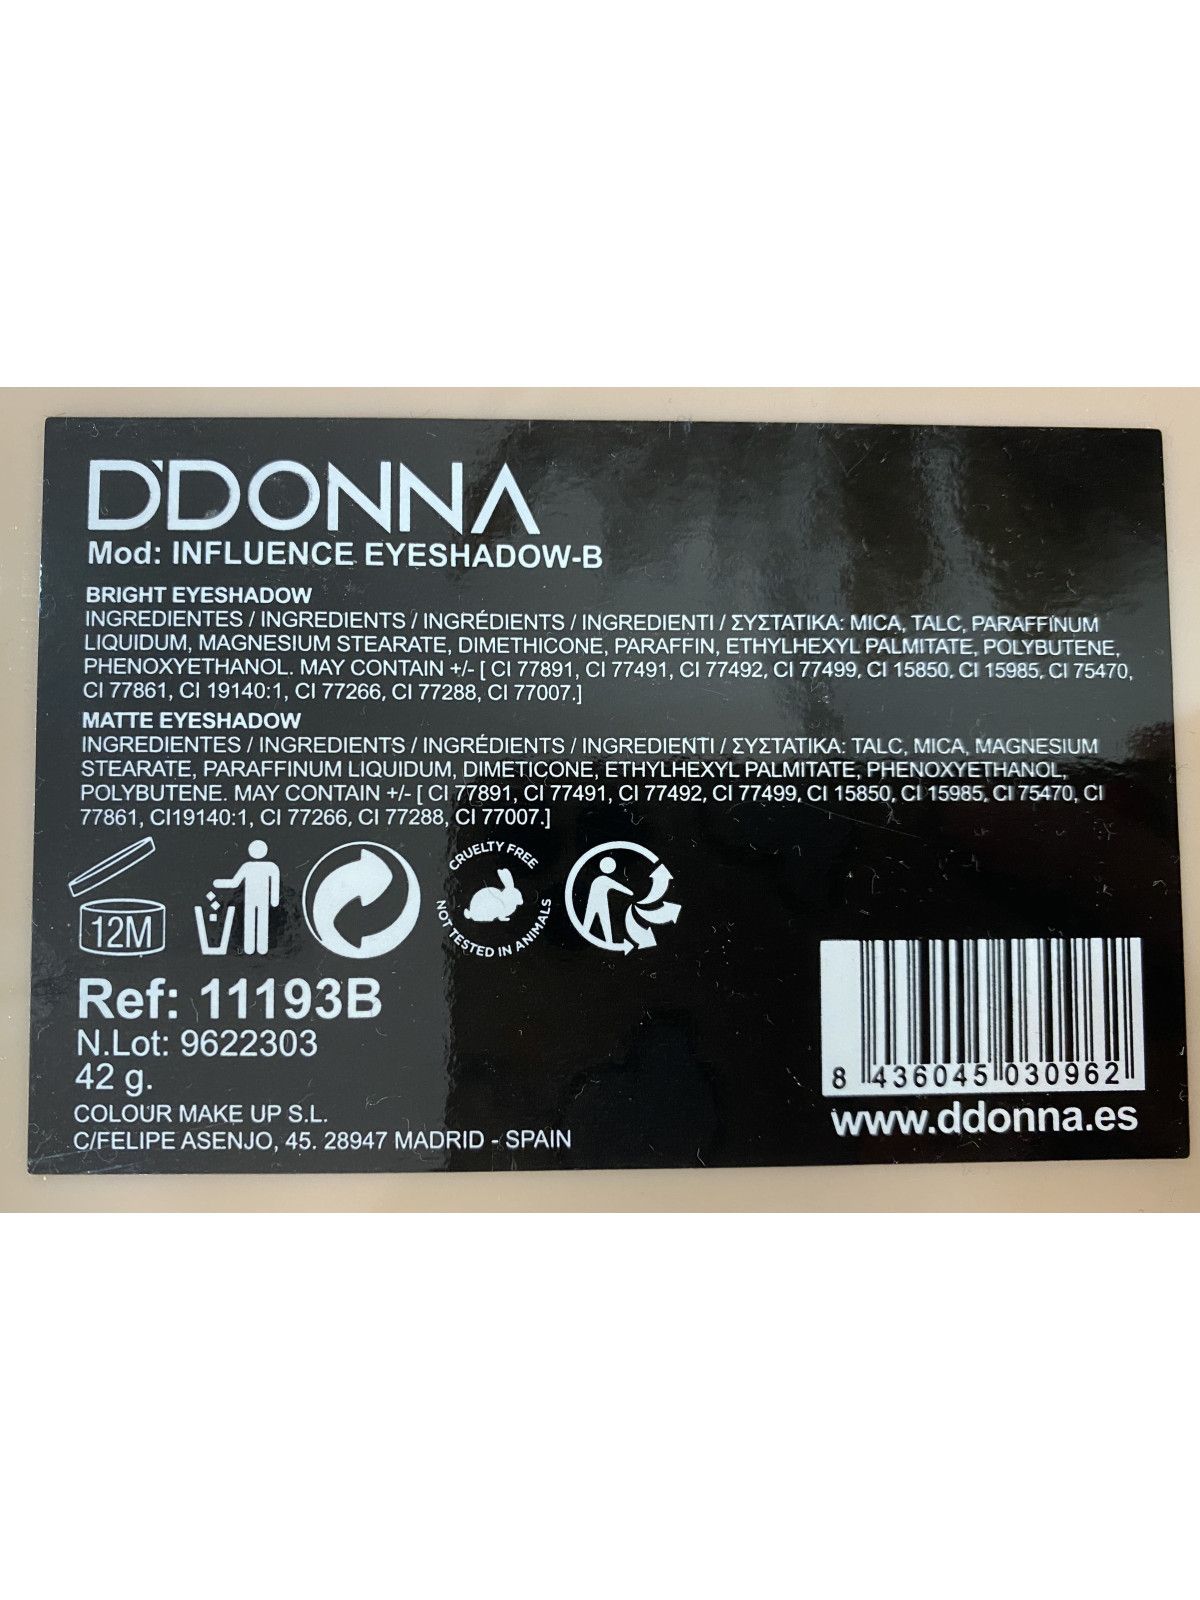 D'DONNA
Mod: INFLUENCE EYESHADOW-B
BRIGHT EYESHADOW
INGREDIENTES / INGREDIENTS / INGRÉDIENTS / INGREDIENTI / ΣΥΣΤΑΤΙΚΑ: MICA, TALC, PARAFFINUM
LIQUIDUM, MAGNESIUM STEARATE, DIMETHICONE, PARAFFIN, ETHYLHEXYL PALMITATE, POLYBUTENE,
PHENOXYETHANOL. MAY CONTAIN +/- [ CI 77891, CI 77491, CI 77492, CI 77499, CI 15850, CI 15985, CI 75470,
CI 77861, CI 19140:1, CI 77266, CI 77288, CI 77007.]
MATTE EYESHADOW
INGREDIENTES / INGREDIENTS / INGRÉDIENTS / INGREDIENTI / ΣΥΣΤΑΤΙΚΑ: TALC, MICA, MAGNESIUM
STEARATE, PARAFFINUM LIQUIDUM, DIMETICONE, ETHYLHEXYL PALMITATE, PHENOXYETHANOL,
POLYBUTENE. MAY CONTAIN +/- [ CI 77891, CI 77491, CI 77492, CI 77499, CI 15850, CI 15985, CI 75470, CI
77861, CI19140:1, CI 77266, CI 77288, CI 77007.]
12M
CRUELTY FREE
NOT TESTED IN ANIMALS
Ref: 11193B
N.Lot: 9622303
42 g.
COLOUR MAKE UP S.L.
C/FELIPE ASENJO, 45. 28947 MADRID - SPAIN
8 436045 030962
www.ddonna.es